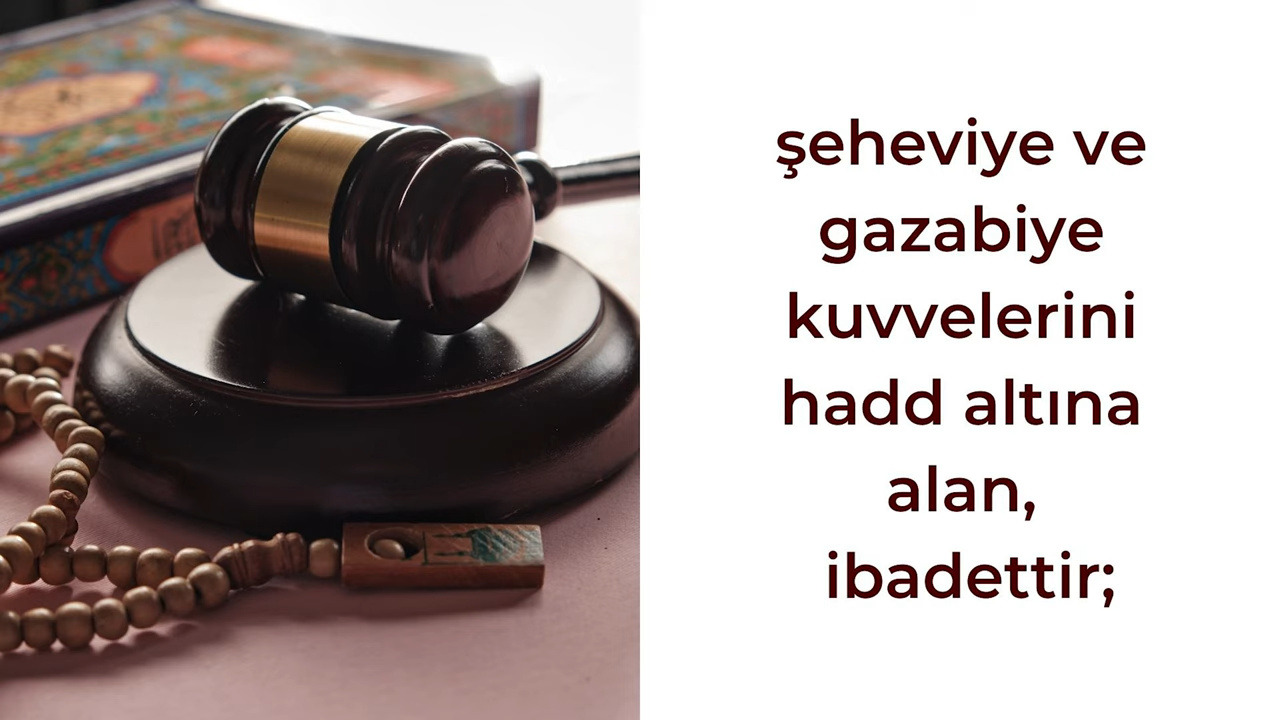 şeheviye ve
gazabiye
kuvvelerini
hadd altına
alan,
ibadettir;